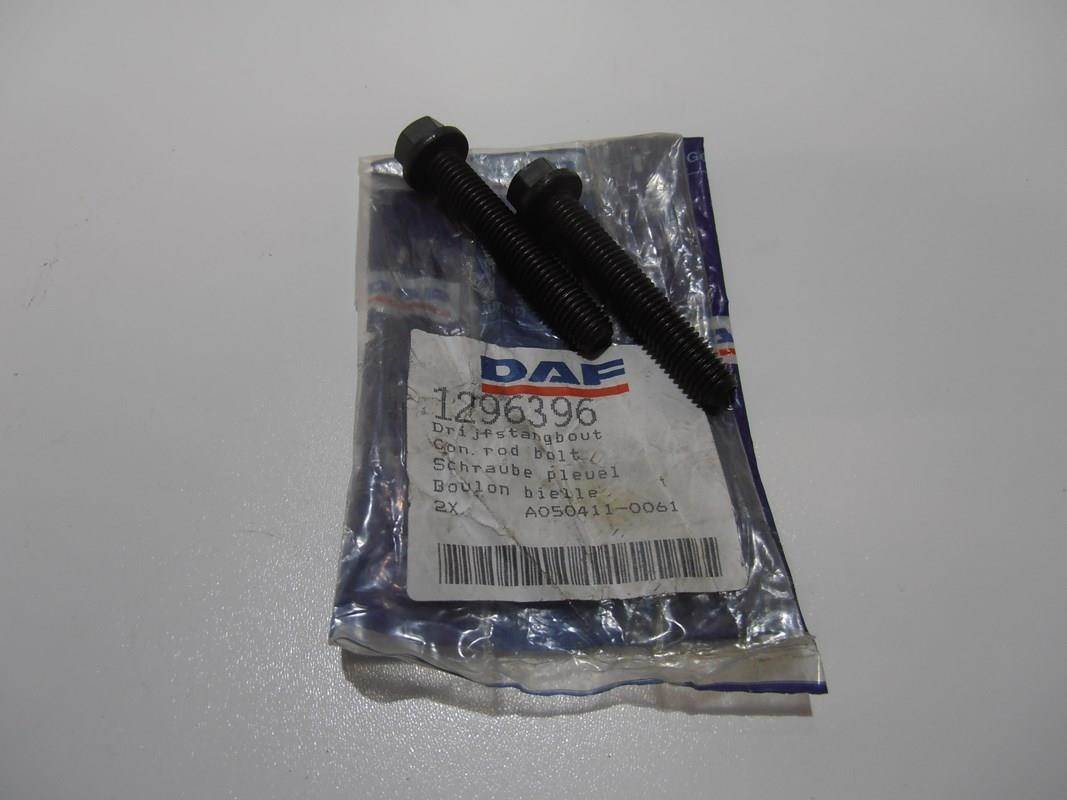 DAF
1296396
Drijfstangbout
Con.rod bolt
Schraube pleuel
Boulon bielle
2X A050411-0061